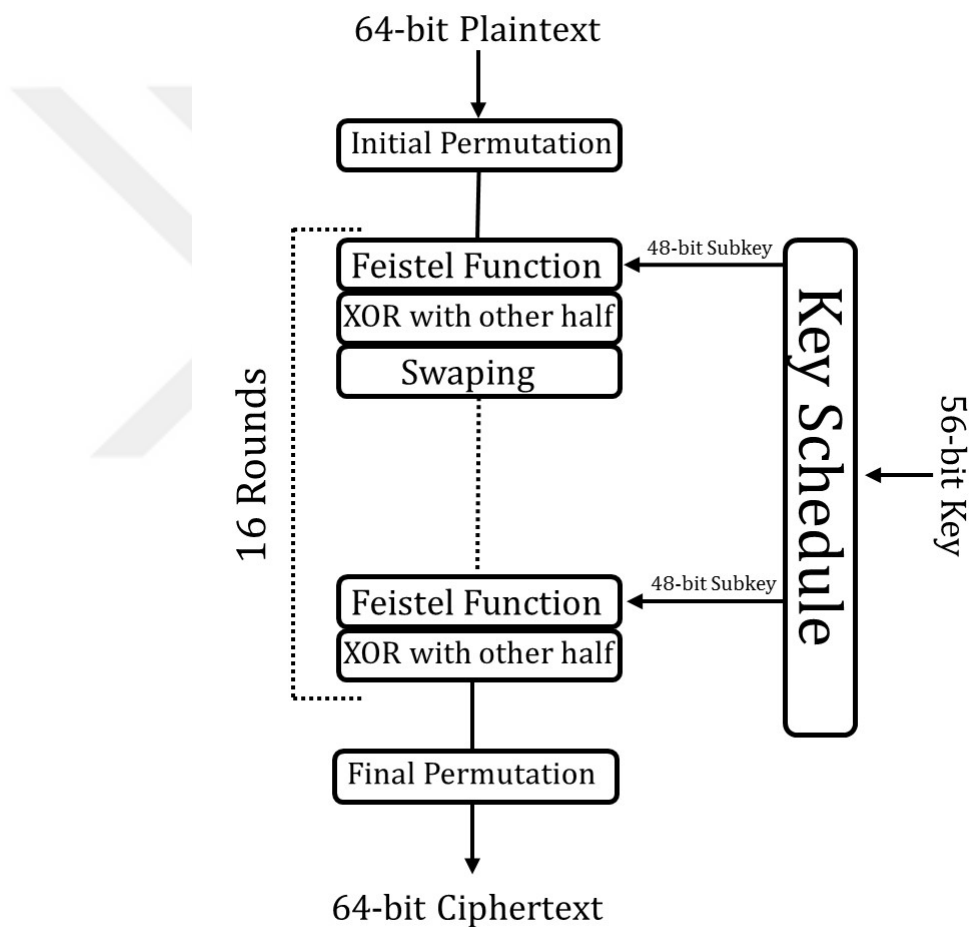 64-bit Plaintext
Initial Permutation
Feistel Function
48-bit Subkey
XOR with other half
Swaping
16 Rounds
Key Schedule
56-bit Key
Feistel Function
48-bit Subkey
XOR with other half
Final Permutation
64-bit Ciphertext